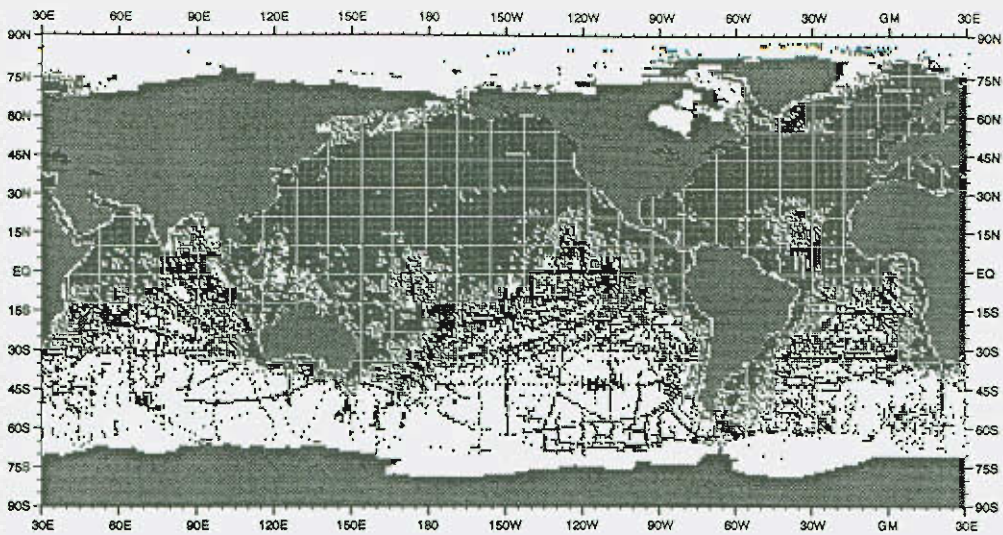 30E 60E 90E 120E 150E 180 150W 120W 90W 60W 30W GM 30E
90N 90N
75N 75N
60N 60N
45N 45N
30N 30N
15N 15N
EQ EQ
15S 15S
30S 30S
45S 45S
60S 60S
75S 75S
90S 90S
30E 60E 90E 120E 150E 180 150W 120W 90W 60W 30W GM 30E